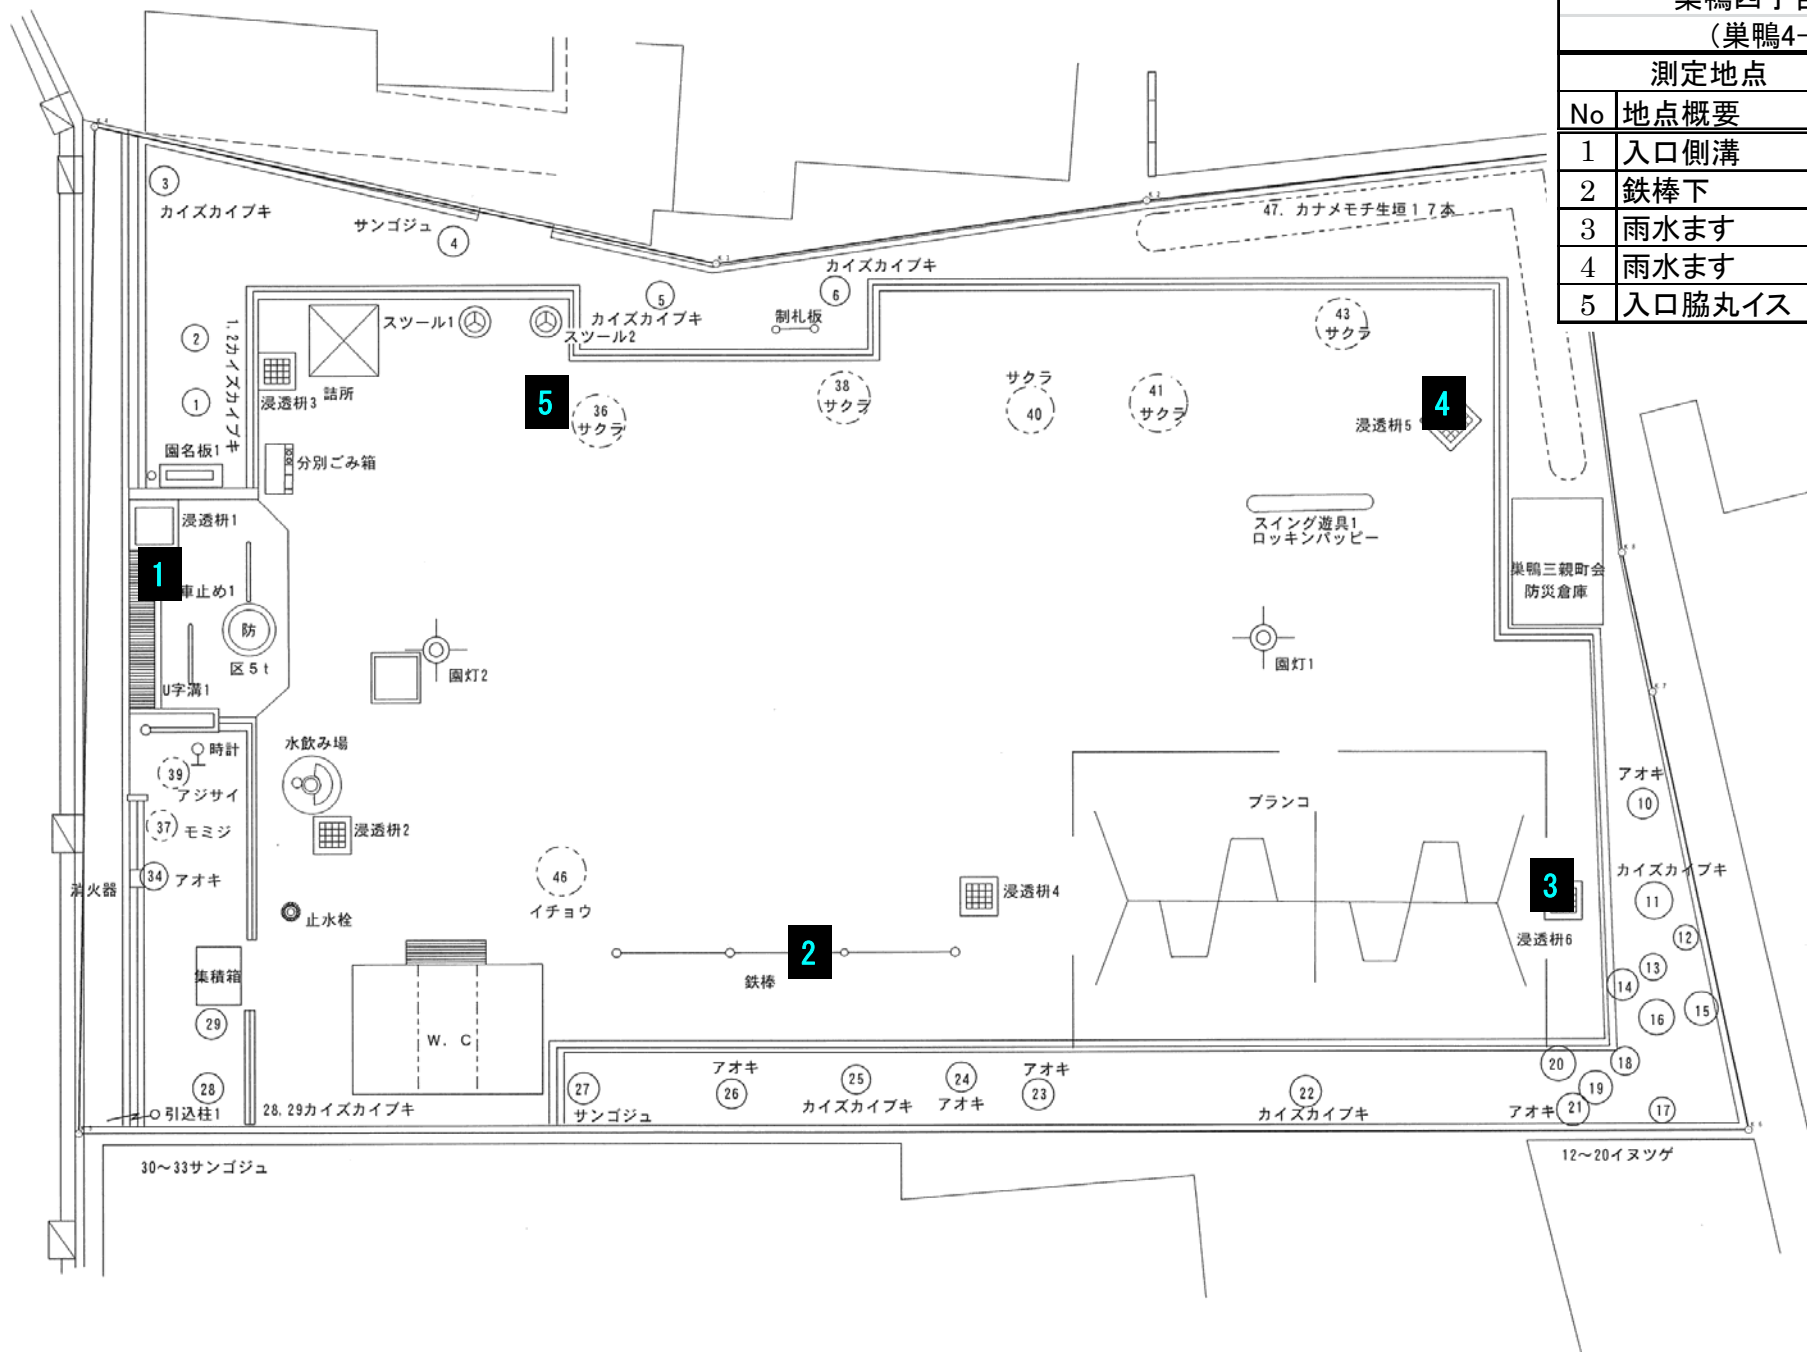 巣鴨四丁目
（巣鴨4-
測定地点
No 地点概要
1 入口側溝
2 鉄棒下
3 雨水ます
4 雨水ます
5 入口脇丸イス
3
カイズカイブキ
サンゴジュ
4
47. カナメモチ生垣１７本
カイズカイブキ
6
5
カイズカイブキ
制札板
43
サクラ
2
1
1.2カイズカイブキ
スツール1
スツール2
詰所
浸透枡3
5
36
サクラ
38
サクラ
サクラ
40
41
サクラ
4
浸透枡5
園名板1
分別ごみ箱
浸透枡1
スイング遊具1
ロッキンパッピー
1
車止め1
防
区５ｔ
U字溝1
巣鴨三親町会
防災倉庫
園灯2
園灯1
時計
水飲み場
39
アジサイ
37
モミジ
浸透枡2
34
アオキ
消火器
止水栓
46
イチョウ
浸透枡4
ブランコ
アオキ
10
3
浸透枡6
カイズカイブキ
11
12
13
14
15
16
2
鉄棒
集積箱
29
W. C
28
引込柱1
28.29カイズカイブキ
27
サンゴジュ
アオキ
26
25
カイズカイブキ
24
アオキ
アオキ
23
22
カイズカイブキ
20
18
19
アオキ
21
17
30～33サンゴジュ
12～20イヌツゲ